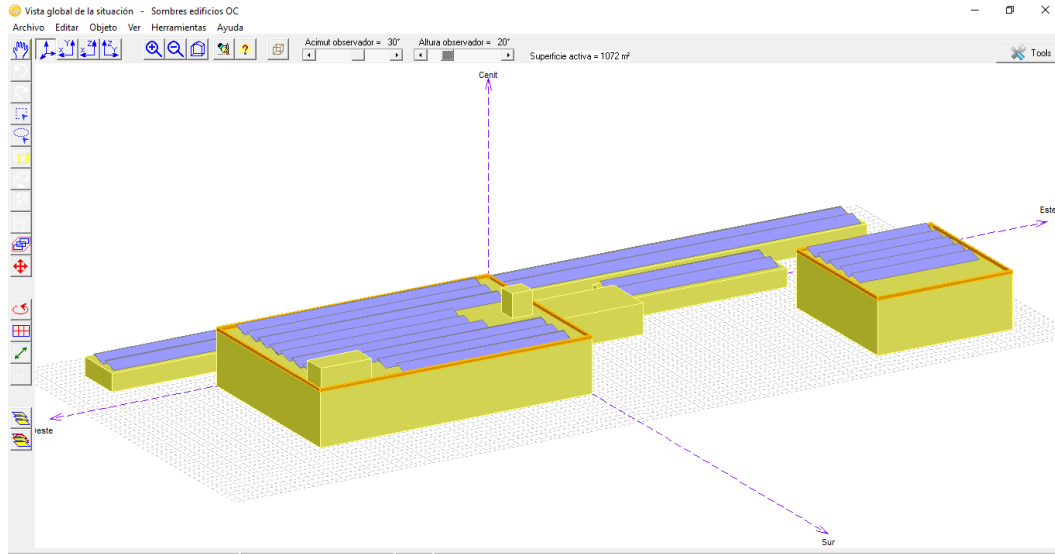 Vista global de la situación - Sombres edificios OC
Archivo Editar Objeto Ver Herramientas Ayuda
Acimut observador = 30° Altura observador = 20°
Superficie activa = 1072 m²
Tools
Cenit
Este
este
Sur